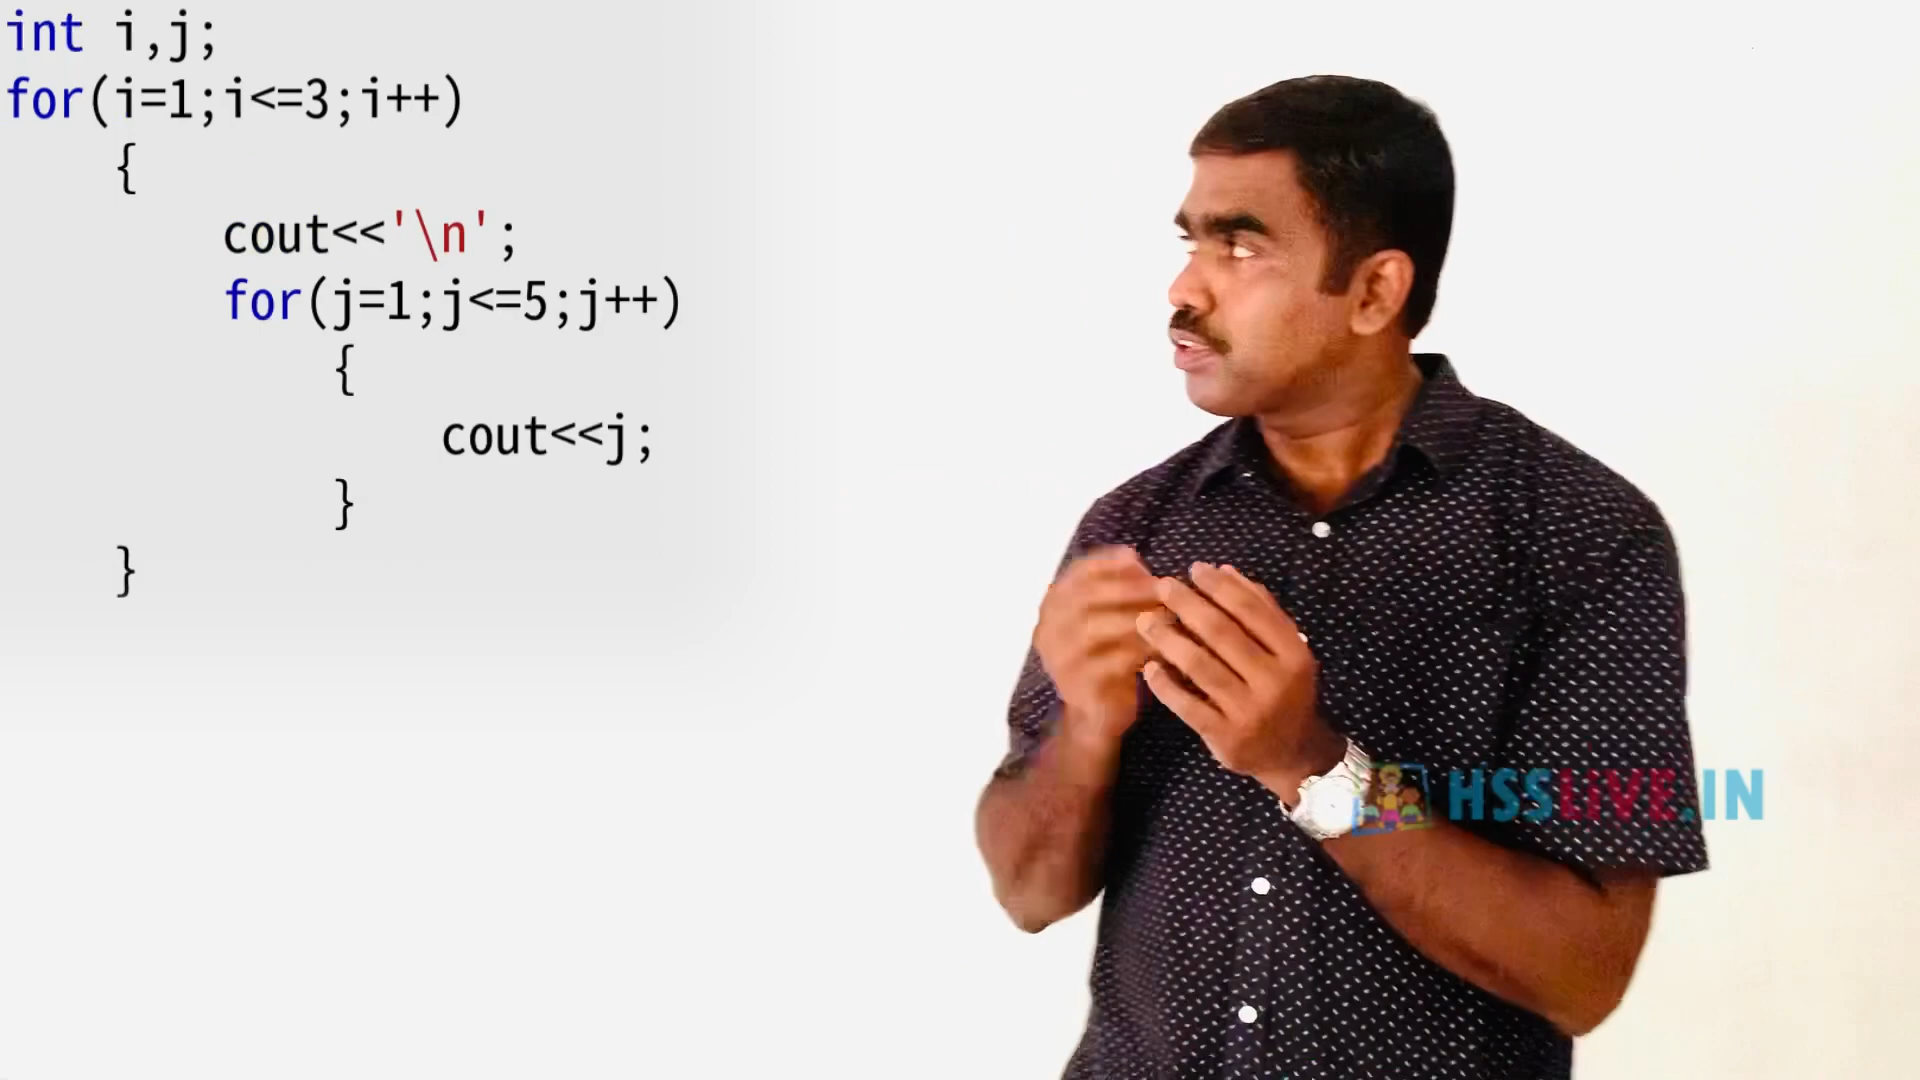 int i,j;
for(i=1;i<=3;i++)
{
cout<<'\n';
for(j=1;j<=5;j++)
{
cout<<j;
}
}
HSSLiVE.IN